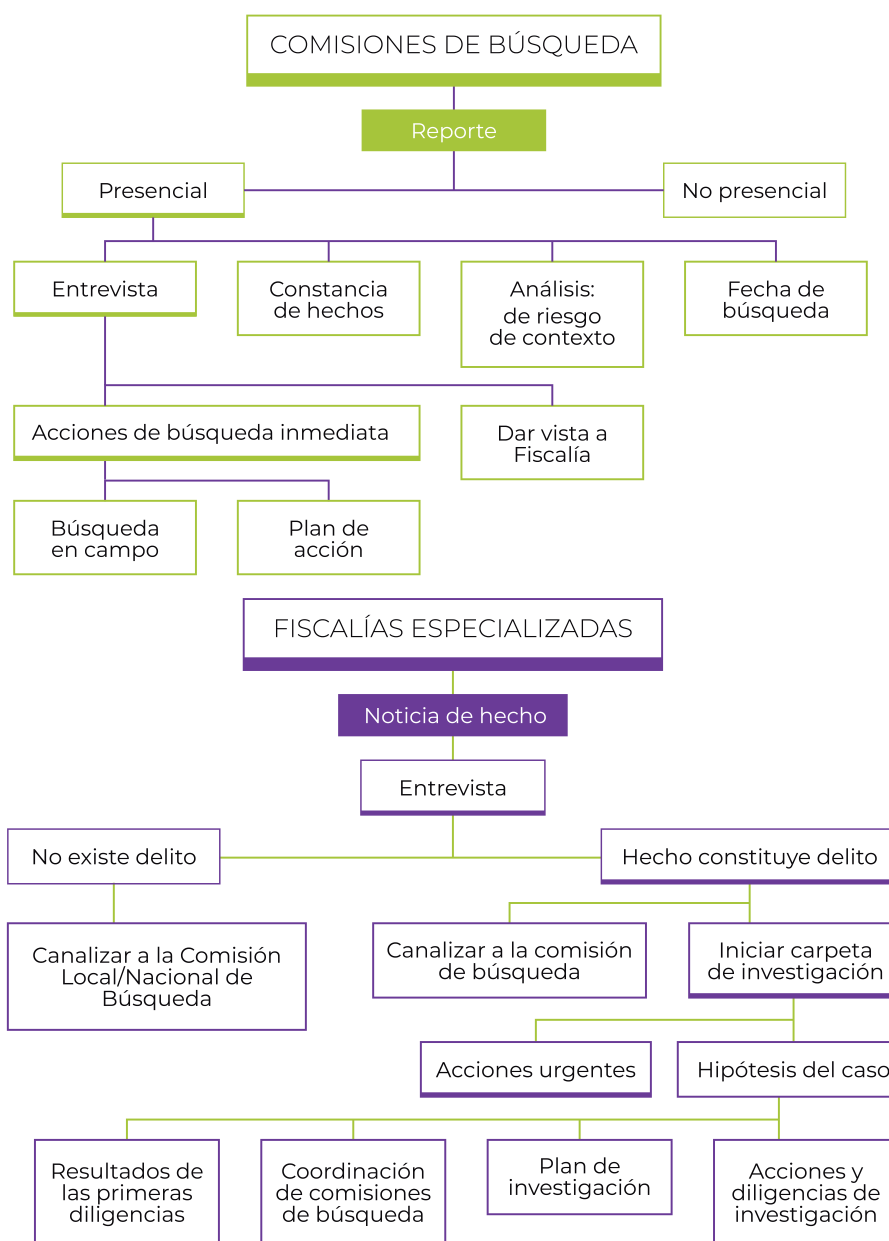 COMISIONES DE BÚSQUEDA
Reporte
Presencial
No presencial
Entrevista
Constancia
de hechos
Análisis:
de riesgo
de contexto
Fecha de
búsqueda
Acciones de búsqueda inmediata
Dar vista a
Fiscalía
Búsqueda
en campo
Plan de
acción
FISCALÍAS ESPECIALIZADAS
Noticia de hecho
Entrevista
No existe delito
Hecho constituye delito
Canalizar a la Comisión
Local/Nacional de
Búsqueda
Canalizar a la comisión
de búsqueda
Iniciar carpeta
de investigación
Acciones urgentes
Hipótesis del caso
Resultados de
las primeras
diligencias
Coordinación
de comisiones
de búsqueda
Plan de
investigación
Acciones y
diligencias de
investigación